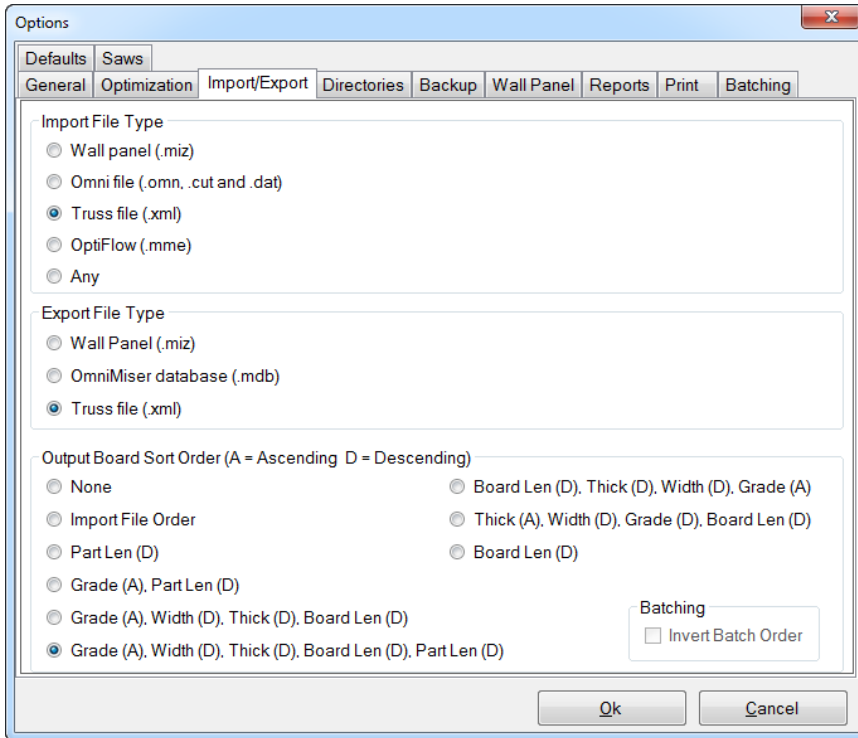 Options
Defaults Saws
General Optimization Import/Export Directories Backup Wall Panel Reports Print Batching
Import File Type
Wall panel (.miz)
Omni file (.omn, .cut and .dat)
Truss file (.xml)
OptiFlow (.mme)
Any
Export File Type
Wall Panel (.miz)
OmniMiser database (.mdb)
Truss file (.xml)
Output Board Sort Order (A = Ascending D = Descending)
None
Import File Order
Part Len (D)
Grade (A), Part Len (D)
Grade (A), Width (D), Thick (D), Board Len (D)
Grade (A), Width (D), Thick (D), Board Len (D), Part Len (D)
Board Len (D), Thick (D), Width (D), Grade (A)
Thick (A), Width (D), Grade (D), Board Len (D)
Board Len (D)
Batching
Invert Batch Order
Ok Cancel